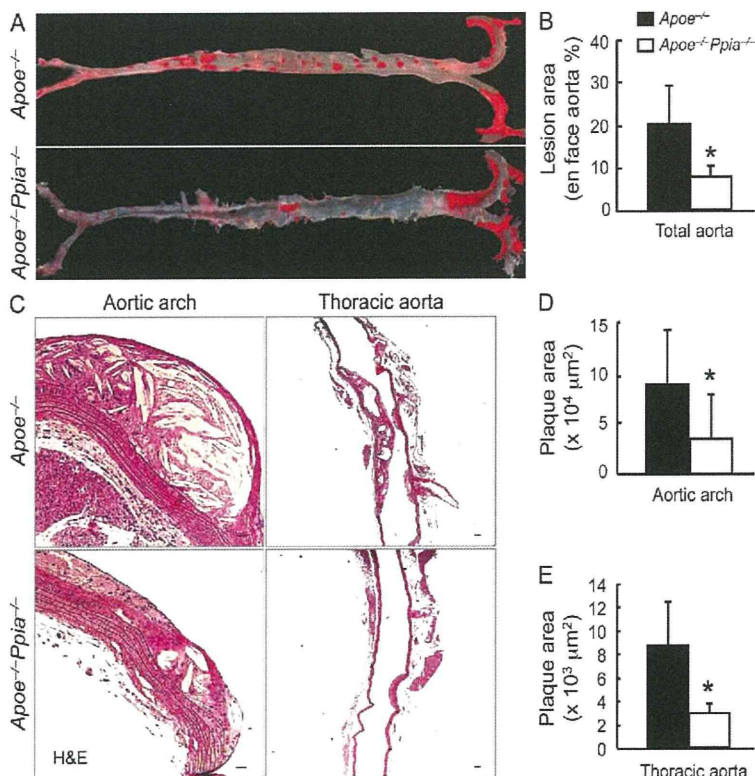 A
Apoe⁻/⁻
Apoe⁻/⁻Ppia⁻/⁻
B
Apoe⁻/⁻
Apoe⁻/⁻Ppia⁻/⁻
Lesion area
(en face aorta %)
40
30
20
10
0
*
Total aorta
C
Aortic arch
Thoracic aorta
Apoe⁻/⁻
Apoe⁻/⁻Ppia⁻/⁻
H&E
D
Plaque area
(x 10⁴ μm²)
15
10
5
0
*
Aortic arch
E
Plaque area
(x 10³ μm²)
14
12
10
8
6
4
2
0
*
Thoracic aorta